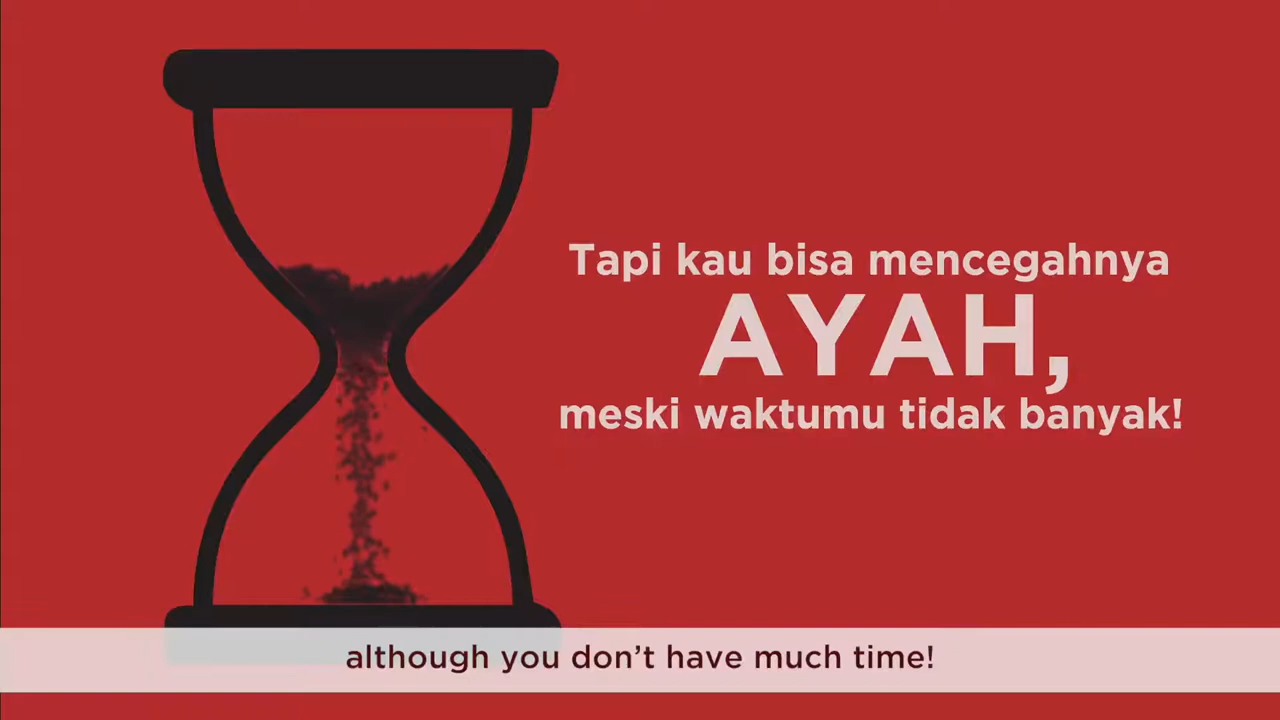 Tapi kau bisa mencegahnya
AYAH,
meski waktumu tidak banyak!
although you don't have much time!